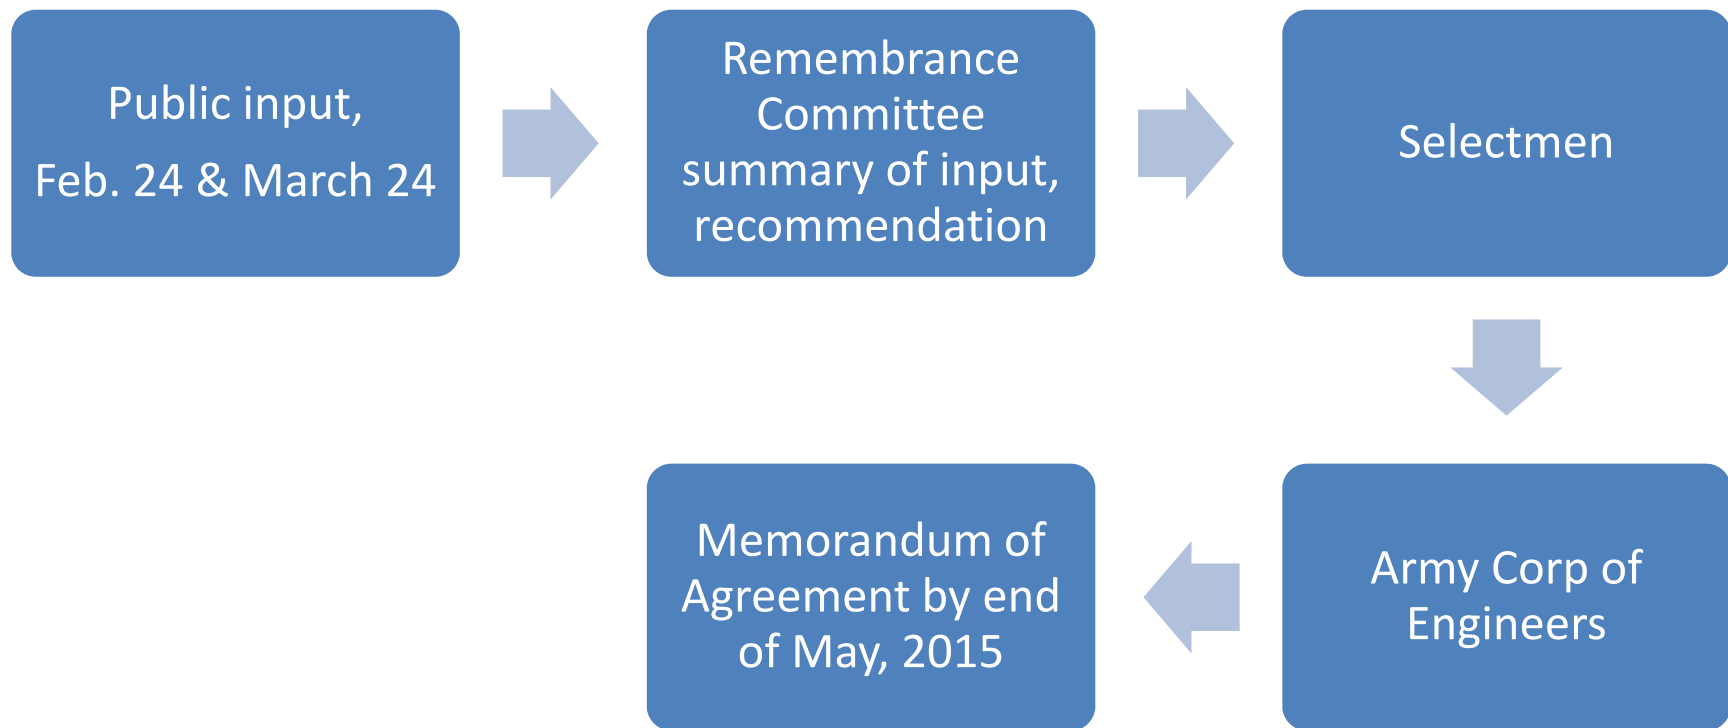 Public input,
Feb. 24 & March 24
Remembrance
Committee
summary of input,
recommendation
Selectmen
Army Corp of
Engineers
Memorandum of
Agreement by end
of May, 2015